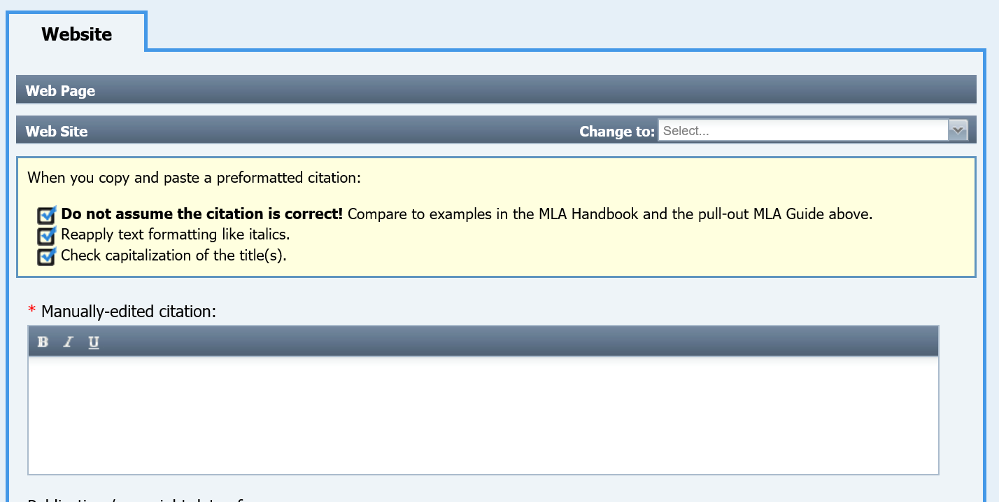 Website
Web Page
Web Site Change to: Select...
When you copy and paste a preformatted citation:
Do not assume the citation is correct! Compare to examples in the MLA Handbook and the pull-out MLA Guide above.
Reapply text formatting like italics.
Check capitalization of the title(s).
* Manually-edited citation:
B I U